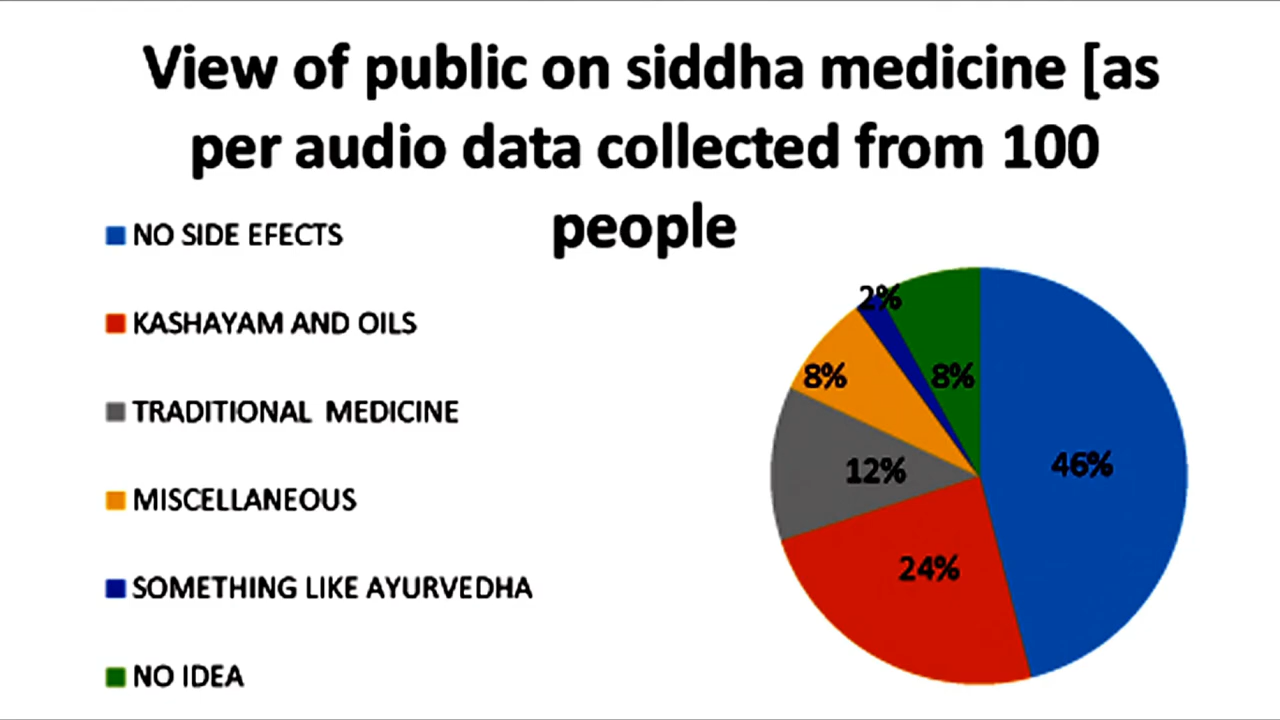 View of public on siddha medicine [as
per audio data collected from 100
people
NO SIDE EFECTS
KASHAYAM AND OILS
TRADITIONAL MEDICINE
MISCELLANEOUS
SOMETHING LIKE AYURVEDHA
NO IDEA
2%
8%
8%
46%
12%
24%